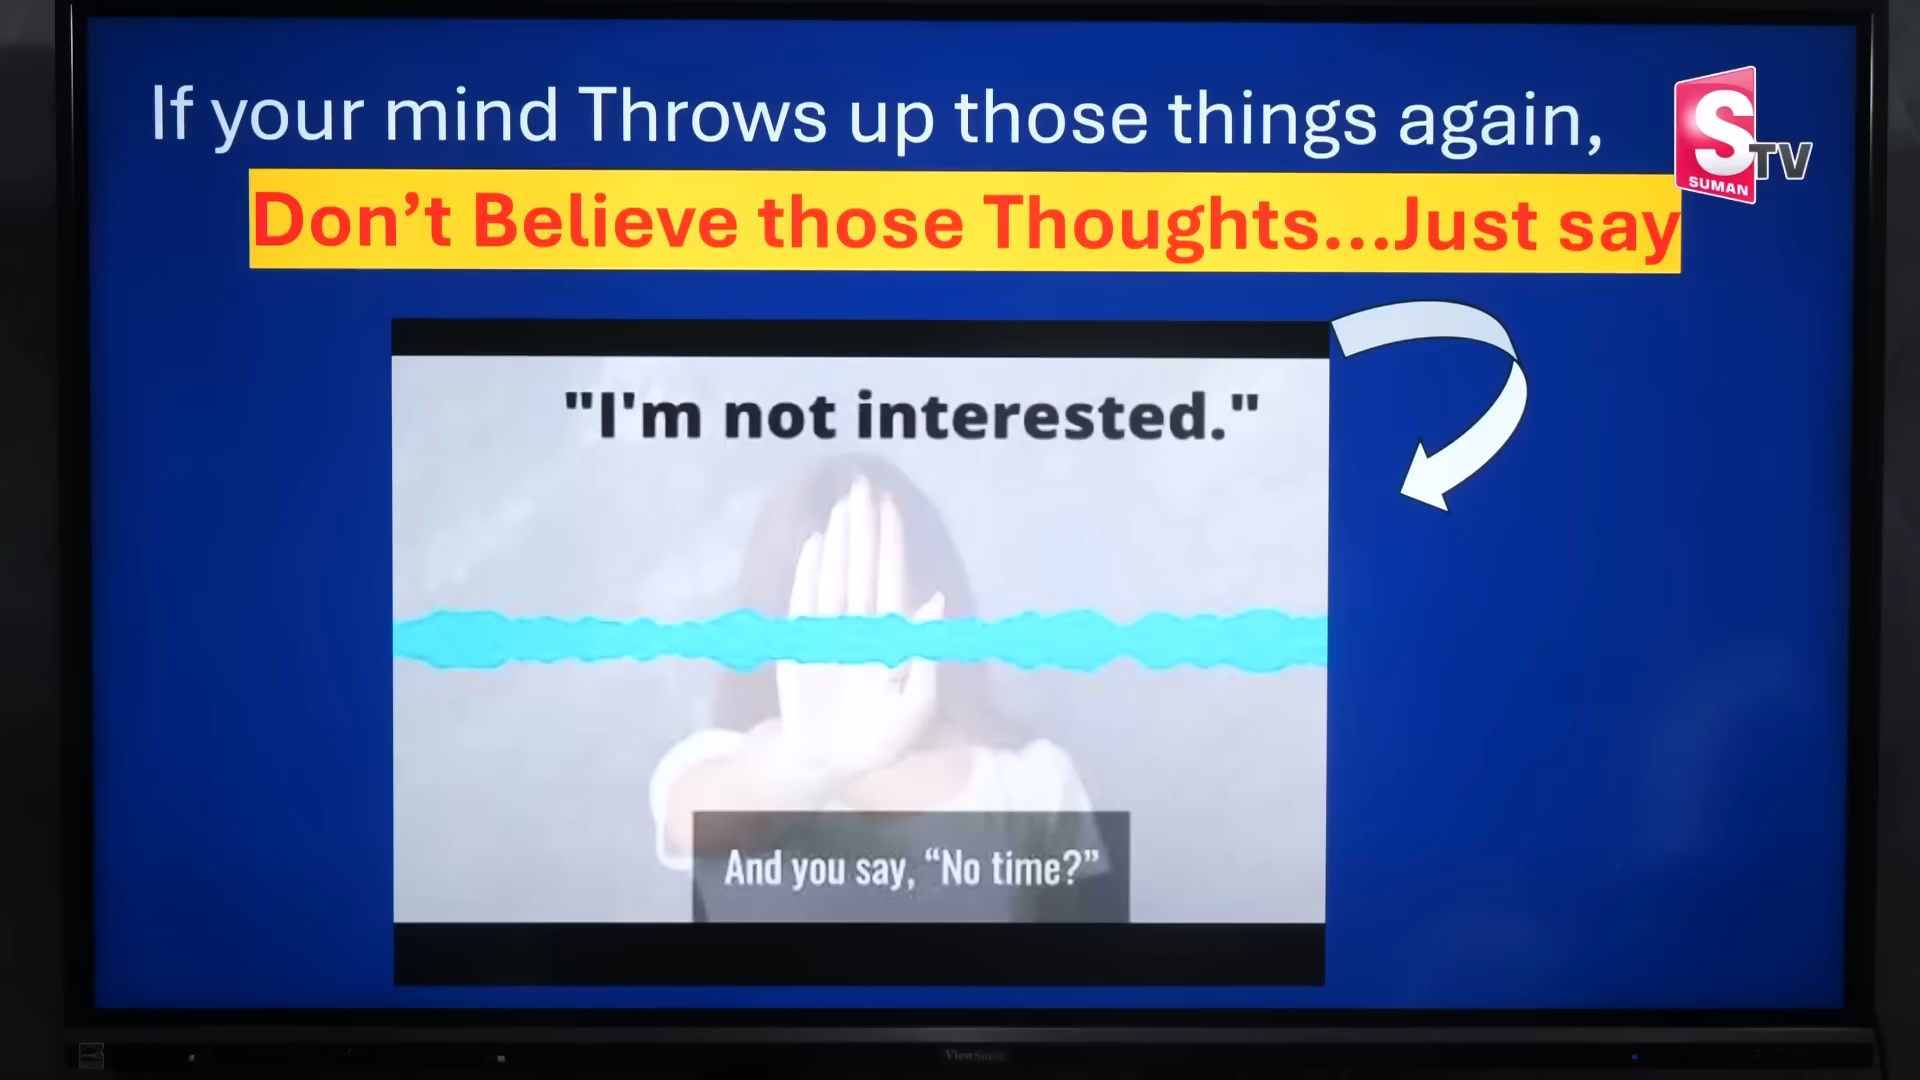 If your mind Throws up those things again,
Don't Believe those Thoughts...Just say
S TV
SUMAN
"I'm not interested."
And you say, “No time?”
ViewSonic